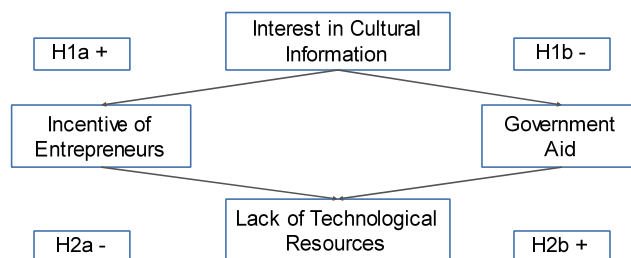 Interest in Cultural
Information
H1a +
H1b -
Incentive of
Entrepreneurs
Government
Aid
Lack of Technological
Resources
H2a -
H2b +